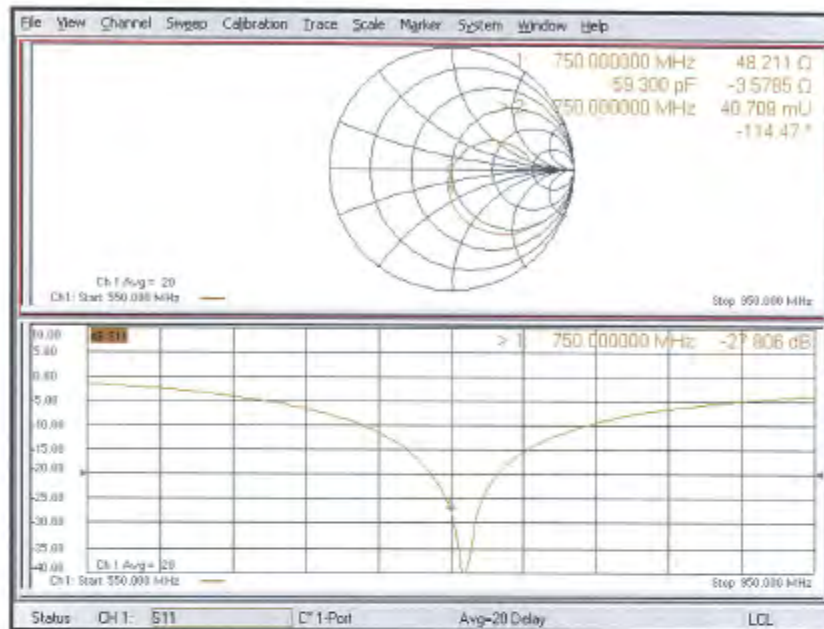 File View Channel Sweep Calibration Trace Scale Marker System Window Help
1 750.000000 MHz 48.211 Ω
59.300 pF -3.5785 Ω
> 2 750.000000 MHz 40.709 mU
-114.47 °
Ch 1 Avg = 20
Ch1: Start 550.000 MHz Stop 950.000 MHz
10.00 dB S11 > 1 750.000000 MHz -27.806 dB
5.00
0.00
-5.00
-10.00
-15.00
-20.00
-25.00
-30.00
-35.00
-40.00
Ch 1 Avg = 20
Ch1: Start 550.000 MHz Stop 950.000 MHz
Status CH 1: S11 C* 1-Port Avg=20 Delay LCL